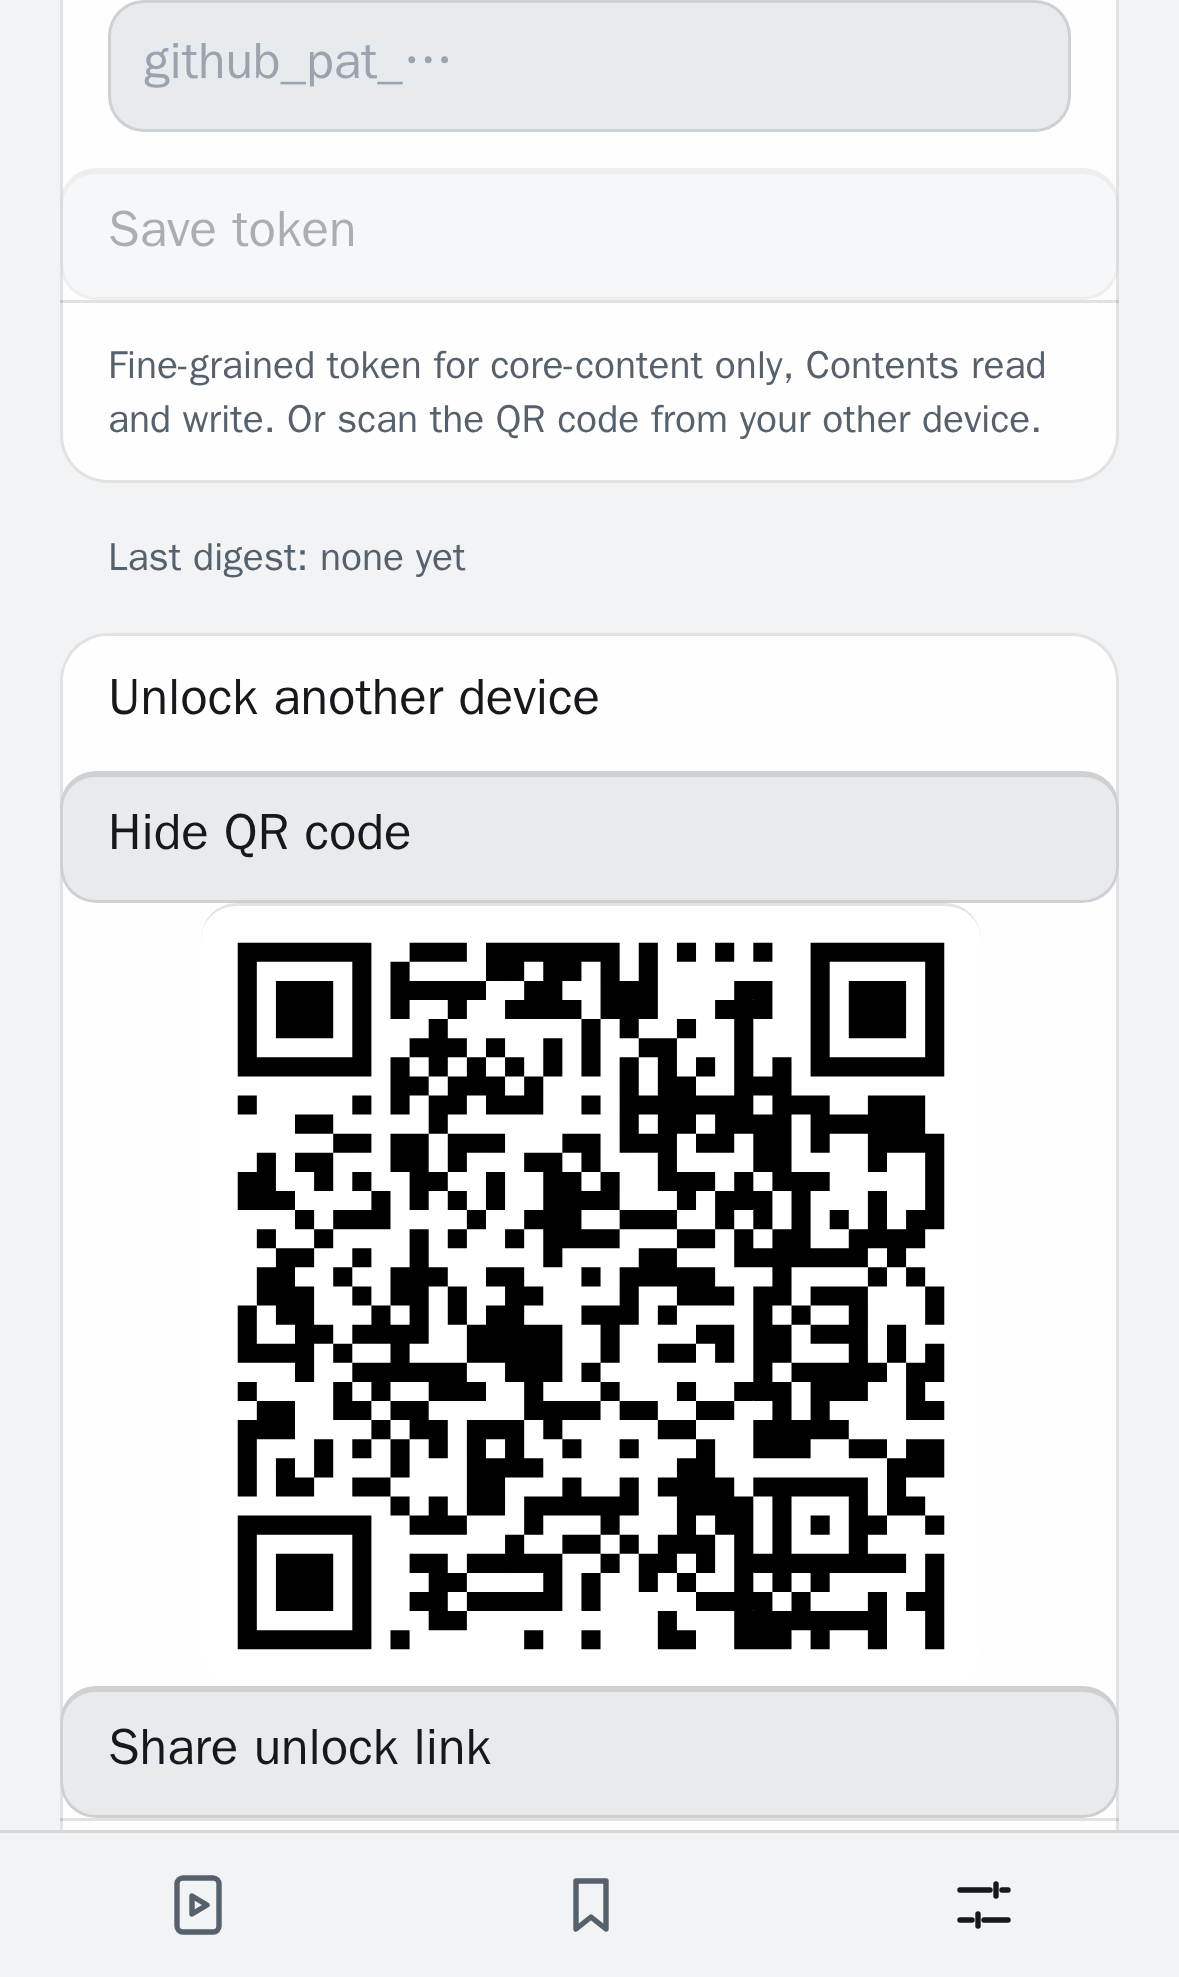 github_pat_···
Save token
Fine-grained token for core-content only, Contents read
and write. Or scan the QR code from your other device.
Last digest: none yet
Unlock another device
Hide QR code
Share unlock link